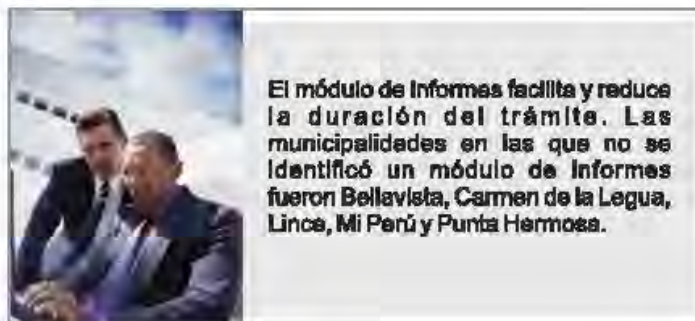 El módulo de Informes facilita y reduce
la duración del trámite. Las
municipalidades en las que no se
identificó un módulo de Informes
fueron Bellavista, Carmen de la Legua,
Lince, Mi Perú y Punta Hermosa.